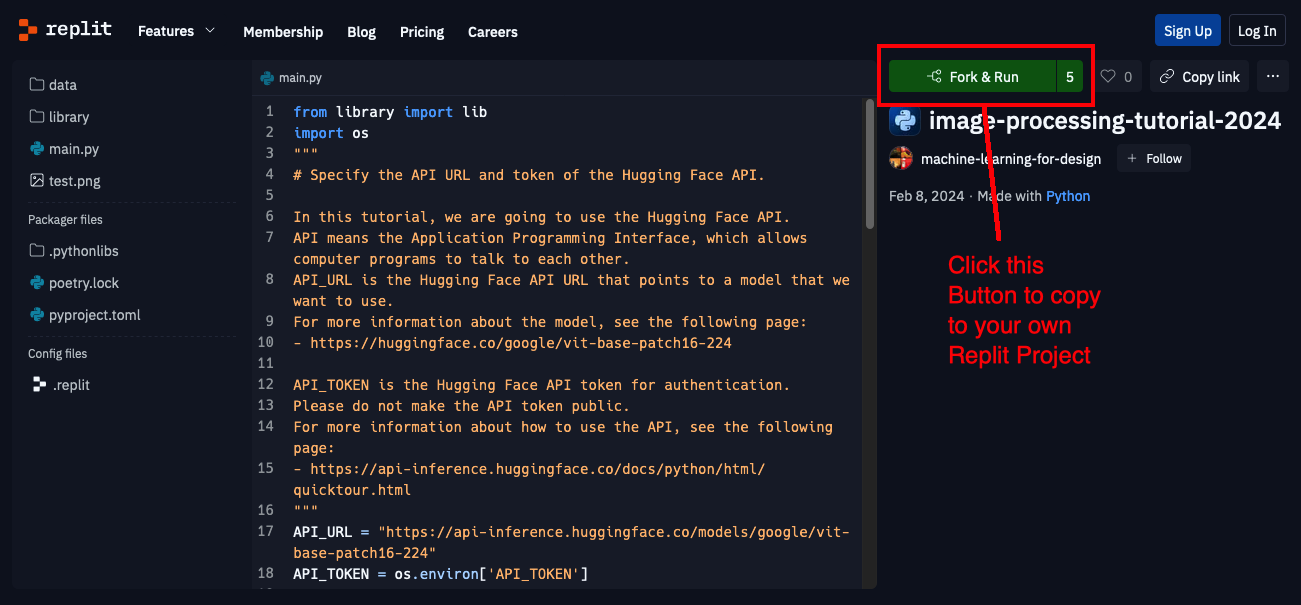 replit
Features
Membership
Blog
Pricing
Careers
Sign Up
Log In
data
library
main.py
test.png
Packager files
.pythonlibs
poetry.lock
pyproject.toml
Config files
.replit
main.py
1 from library import lib
2 import os
3 """
4 # Specify the API URL and token of the Hugging Face API.
5
6 In this tutorial, we are going to use the Hugging Face API.
7 API means the Application Programming Interface, which allows
computer programs to talk to each other.
8 API_URL is the Hugging Face API URL that points to a model that we
want to use.
9 For more information about the model, see the following page:
10 - https://huggingface.co/google/vit-base-patch16-224
11
12 API_TOKEN is the Hugging Face API token for authentication.
13 Please do not make the API token public.
14 For more information about how to use the API, see the following
page:
15 - https://api-inference.huggingface.co/docs/python/html/
quicktour.html
16 """
17 API_URL = "https://api-inference.huggingface.co/models/google/vit-
base-patch16-224"
18 API_TOKEN = os.environ['API_TOKEN']
Fork & Run 5
0
Copy link
image-processing-tutorial-2024
machine-learning-for-design
+ Follow
Feb 8, 2024 · Made with Python
Click this
Button to copy
to your own
Replit Project